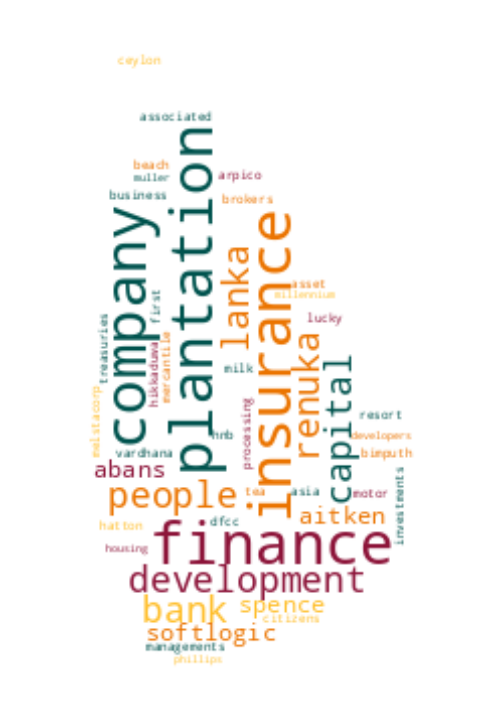 ceylon
associated
plantation
beach
muller
arpico
business
brokers
company
insurance
lanka
asset
millennium
first
treasuries
lucky
mercantile
renuka
hikkaduwa
capital
milk
melstacorp
processing
resort
developers
hnb
vardhana
bimputh
abans
investments
people
tea
asia
motor
aitken
hatton
dfcc
finance
housing
development
bank
spence
citizens
softlogic
managements
phillips